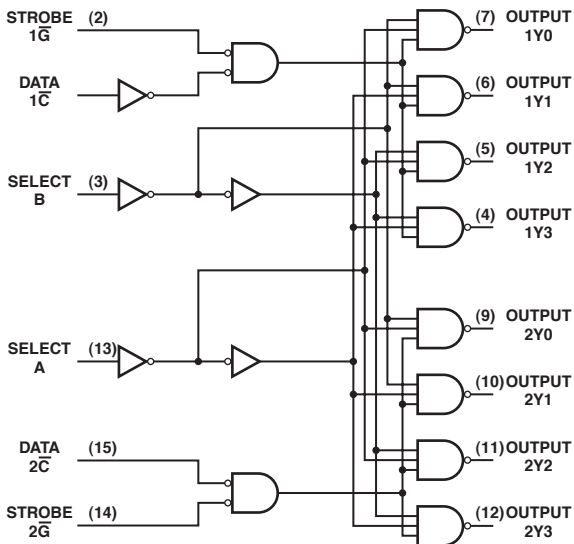 STROBE (2)
1G̅
DATA
1C̅
SELECT (3)
B
SELECT (13)
A
DATA (15)
2C̅
STROBE (14)
2G̅
(7) OUTPUT
1Y0
(6) OUTPUT
1Y1
(5) OUTPUT
1Y2
(4) OUTPUT
1Y3
(9) OUTPUT
2Y0
(10) OUTPUT
2Y1
(11) OUTPUT
2Y2
(12) OUTPUT
2Y3